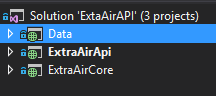 Solution 'ExtaAirAPI' (3 projects)
Data
ExtraAirApi
ExtraAirCore